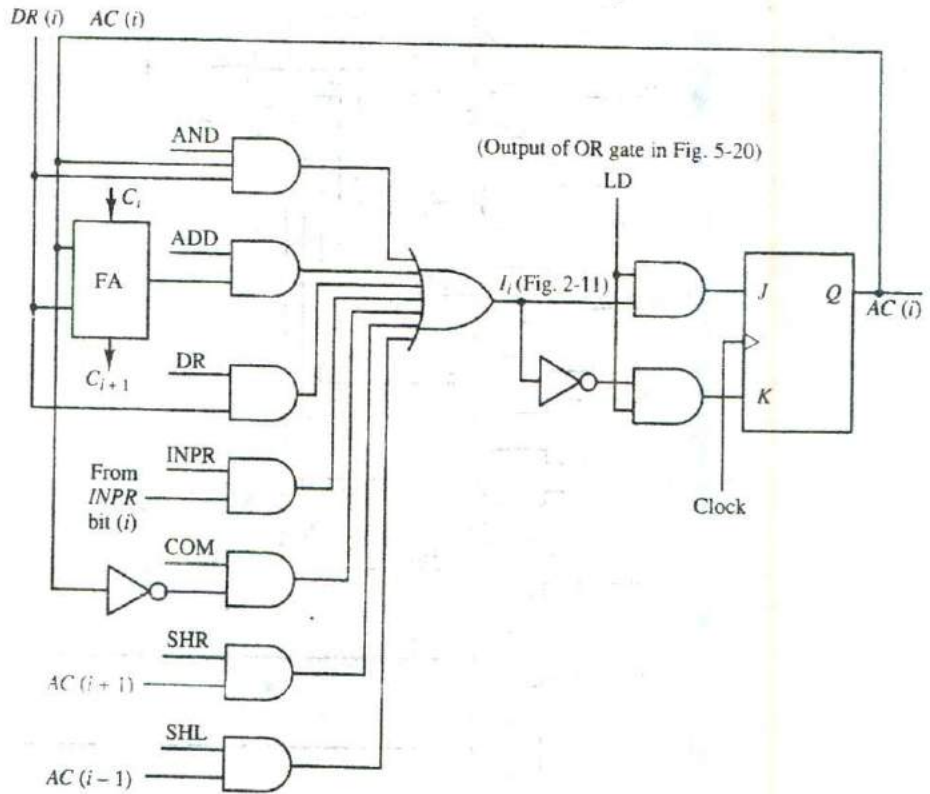 DR (i) AC (i)
AND
(Output of OR gate in Fig. 5-20)
LD
C_i
ADD
FA
I_i (Fig. 2-11)
J Q
AC (i)
C_{i+1}
DR
K
INPR
From
INPR
bit (i)
Clock
COM
SHR
AC (i + 1)
SHL
AC (i − 1)